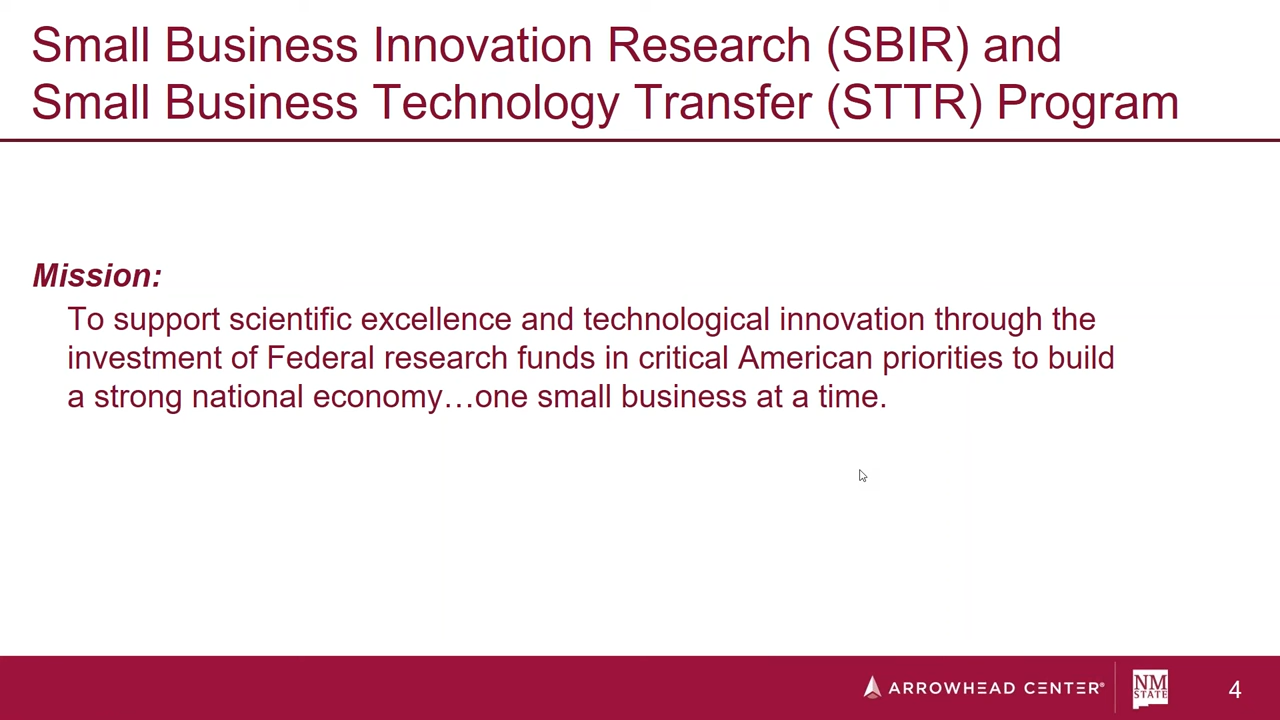 Small Business Innovation Research (SBIR) and
Small Business Technology Transfer (STTR) Program
Mission:
To support scientific excellence and technological innovation through the
investment of Federal research funds in critical American priorities to build
a strong national economy…one small business at a time.
ARROWHEAD CENTER®
NM
STATE
4